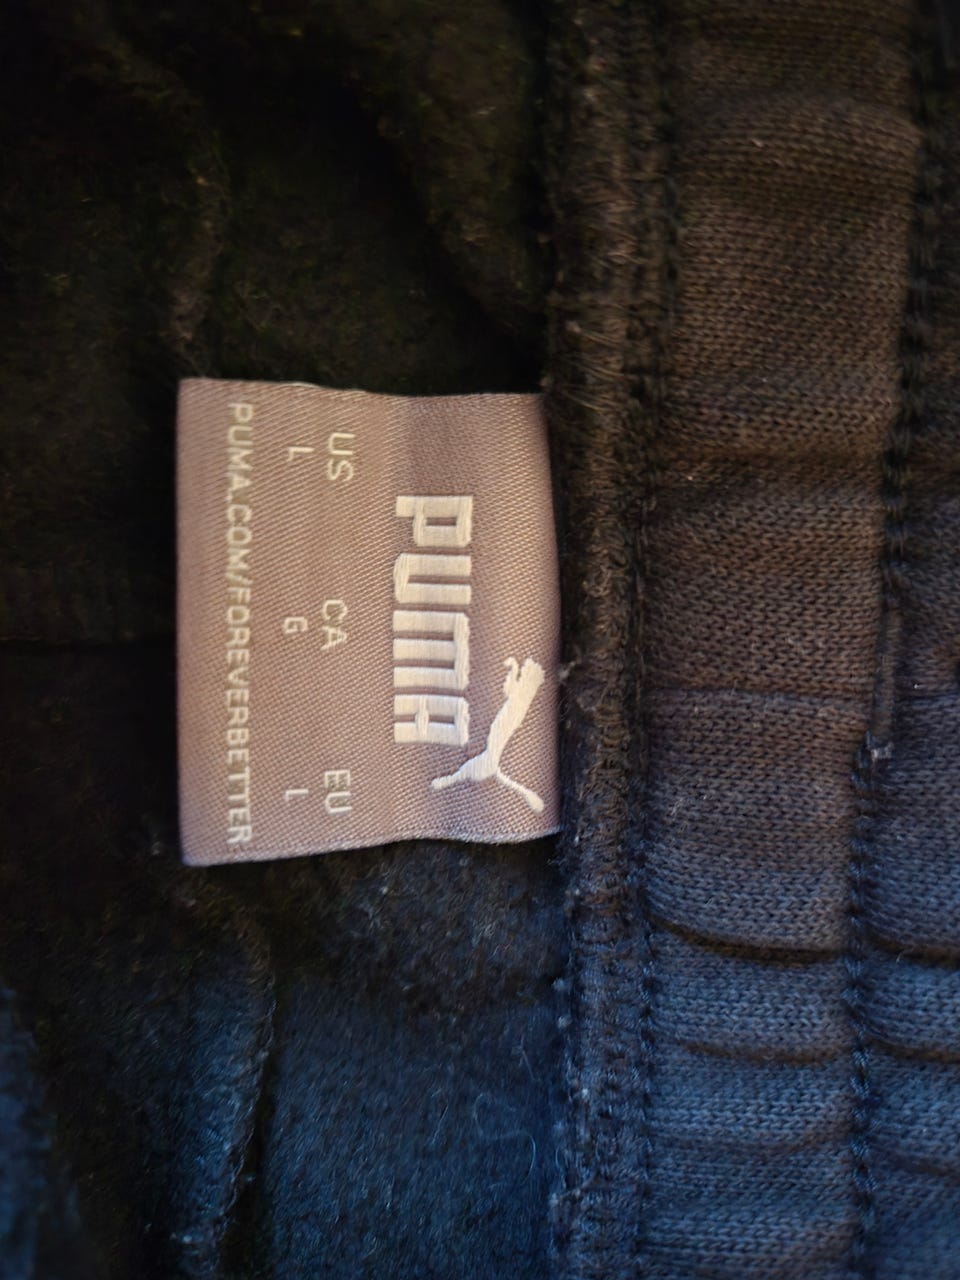 PUMA
US CA EU
L G L
PUMA.COM/FOREVERBETTER